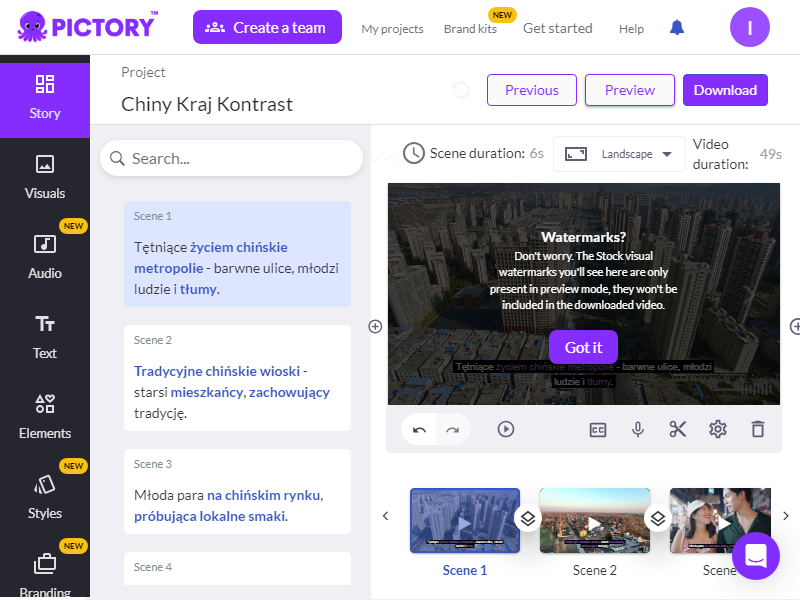 PICTORY™
Create a team
My projects
Brand kits
NEW
Get started
Help
I
Story
Visuals
NEW
Audio
Text
Elements
NEW
Styles
NEW
Branding
Project
Chiny Kraj Kontrast
Previous
Preview
Download
Search...
Scene 1
Tętniące życiem chińskie
metropolie - barwne ulice, młodzi
ludzie i tłumy.
Scene 2
Tradycyjne chińskie wioski -
starsi mieszkańcy, zachowujący
tradycję.
Scene 3
Młoda para na chińskim rynku,
próbująca lokalne smaki.
Scene 4
Scene duration: 6s
Landscape
Video
duration:
49s
Watermarks?
Don't worry. The Stock visual
watermarks you'll see here are only
present in preview mode, they won't be
included in the downloaded video.
Got it
Tętniące życiem chińskie metropolie - barwne ulice, młodzi
ludzie i tłumy.
CC
Scene 1
Scene 2
Scene